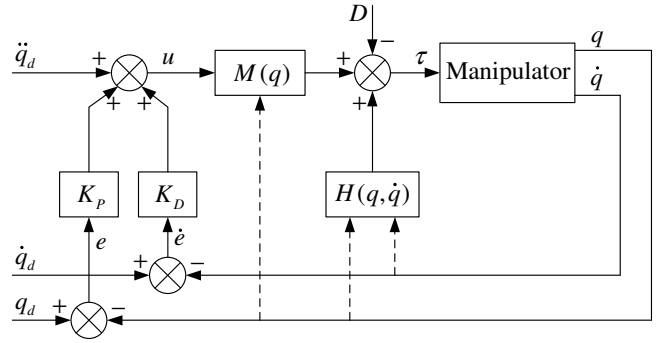 D
q
q̈_d
+
u
M(q)
+
−
τ
Manipulator
q̇
+
+
+
K_P
K_D
H(q, q̇)
e
ė
q̇_d
+
−
q_d
+
−